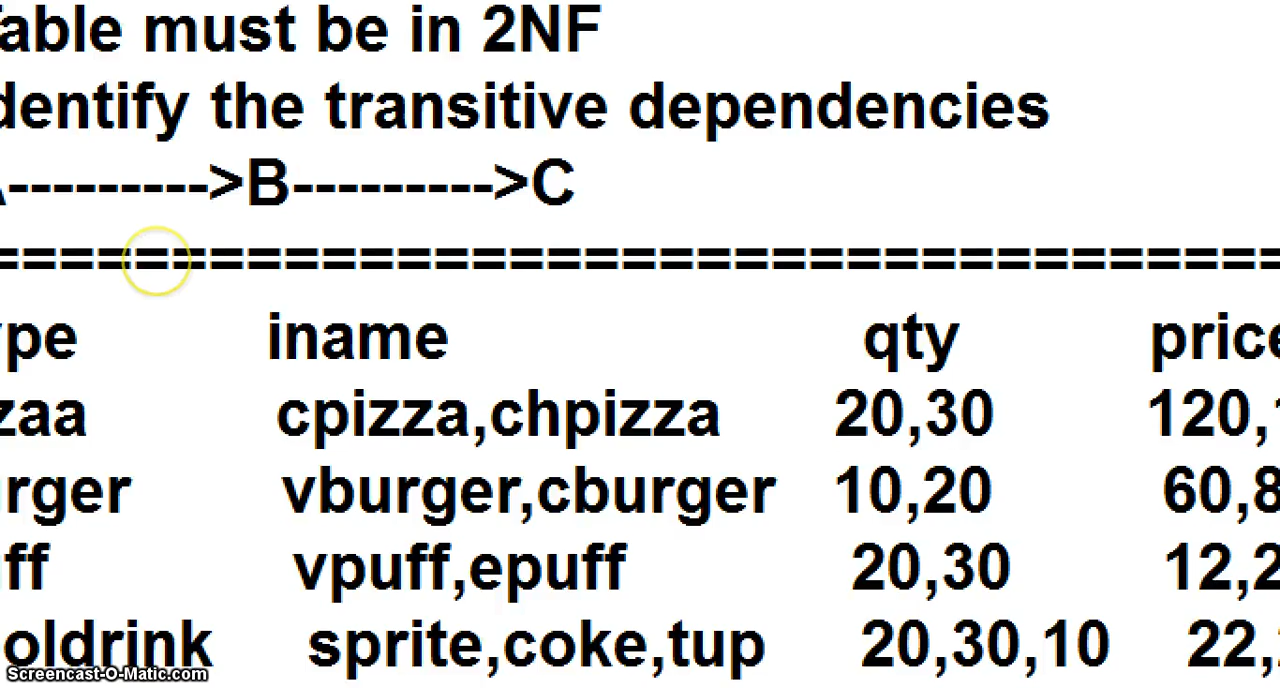 able must be in 2NF
dentify the transitive dependencies
--------->B--------->C
==============================================
ype iname qty price
zaa cpizza,chpizza 20,30 120,1
rger vburger,cburger 10,20 60,8
ff vpuff,epuff 20,30 12,2
oldrink sprite,coke,tup 20,30,10 22,
Screencast-O-Matic.com